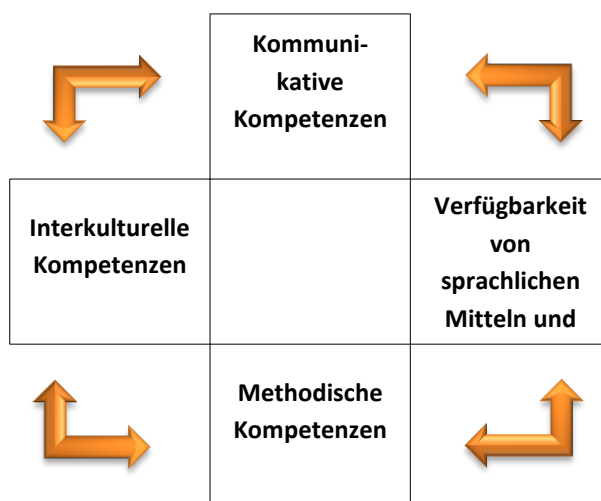 Kommuni-
kative
Kompetenzen
Interkulturelle
Kompetenzen
Verfügbarkeit
von
sprachlichen
Mitteln und
Methodische
Kompetenzen